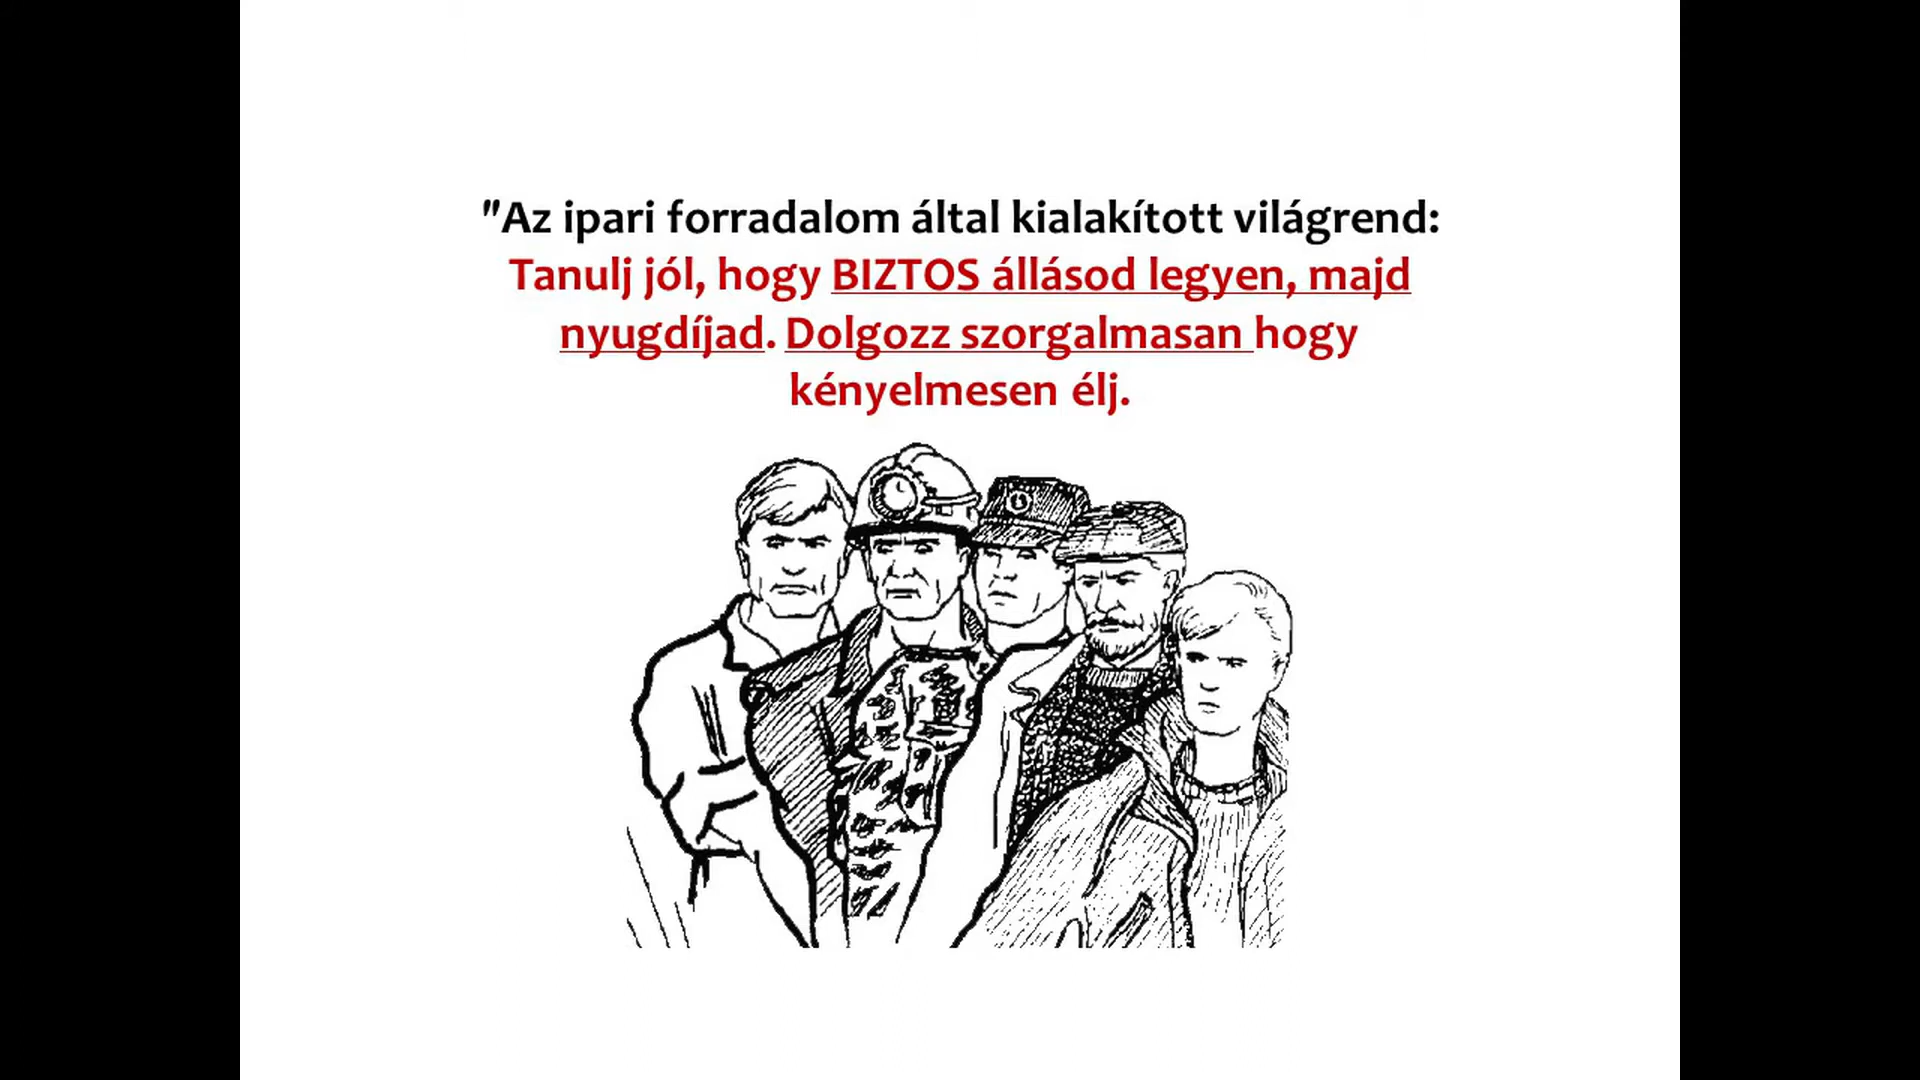 "Az ipari forradalom által kialakított világrend:
Tanulj jól, hogy BIZTOS állásod legyen, majd
nyugdíjad. Dolgozz szorgalmasan hogy
kényelmesen élj.